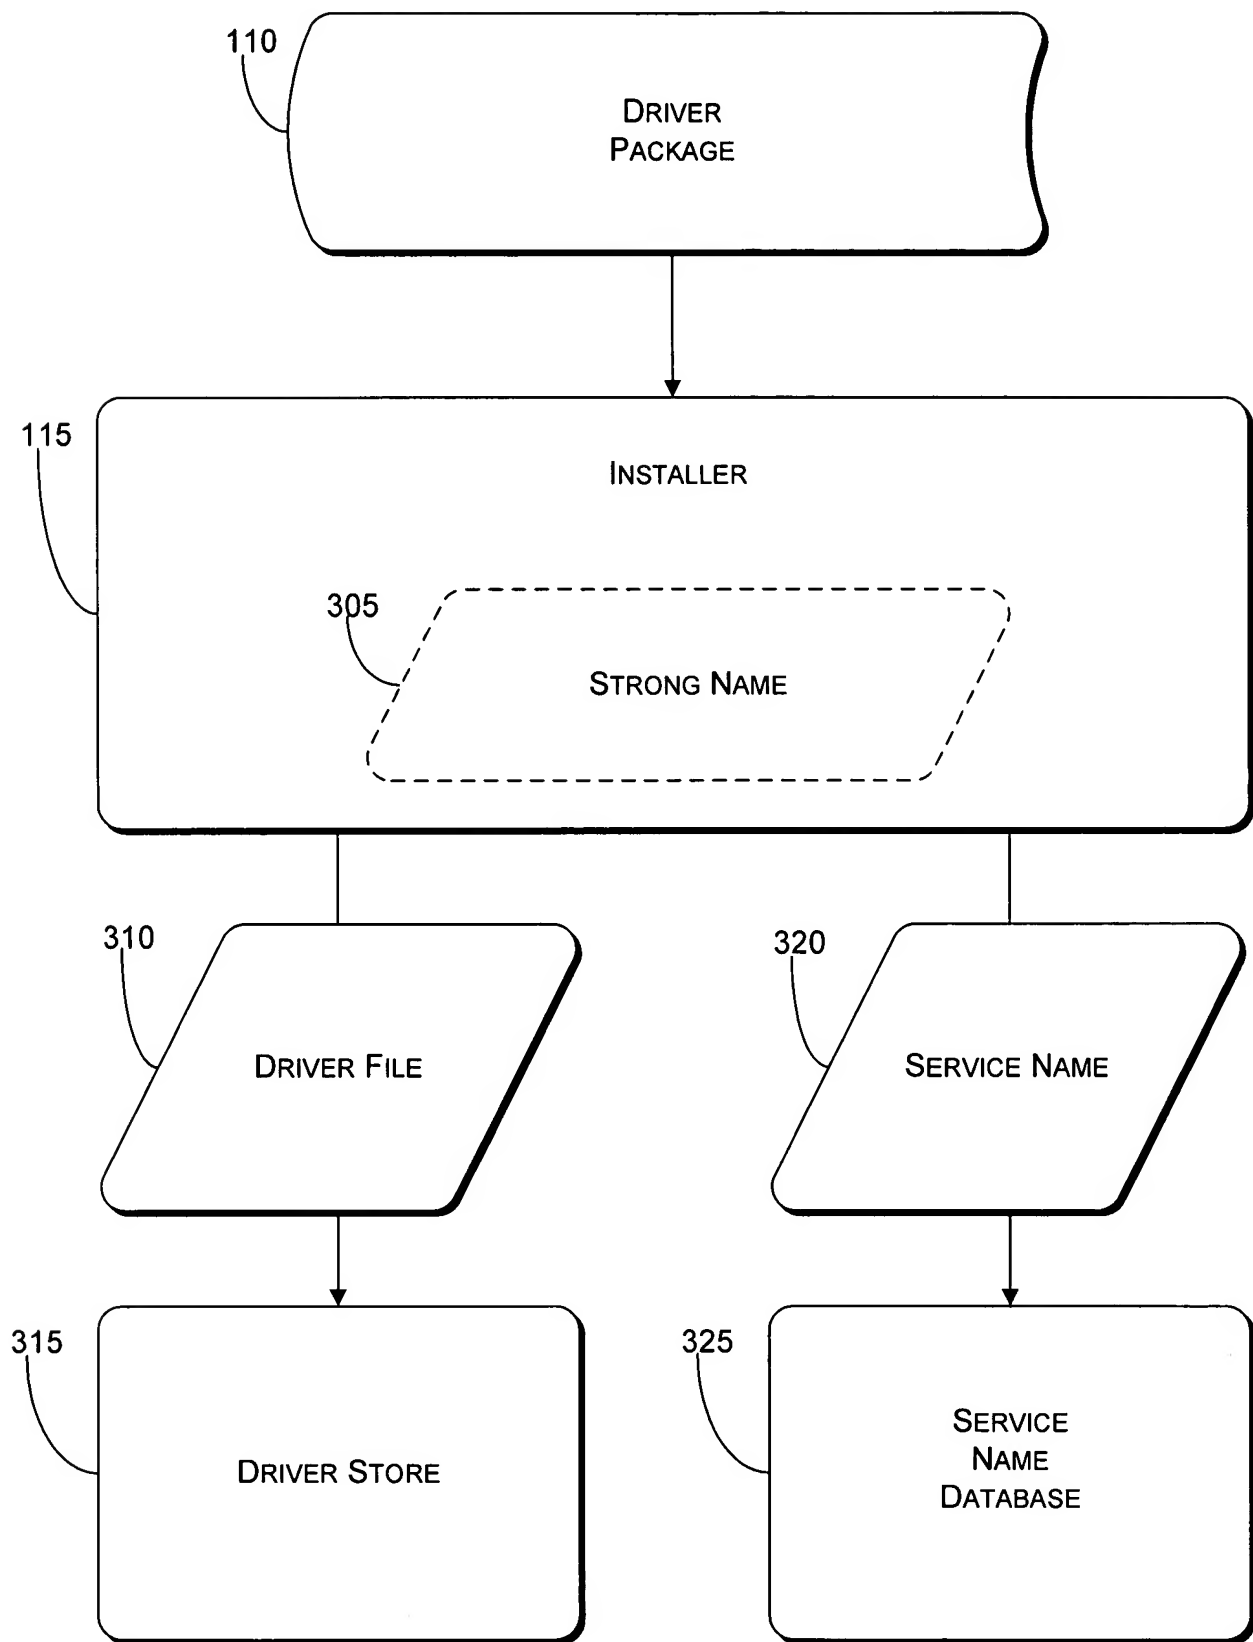 110
DRIVER
PACKAGE
115
INSTALLER
305
STRONG NAME
310
DRIVER FILE
320
SERVICE NAME
315
DRIVER STORE
325
SERVICE
NAME
DATABASE